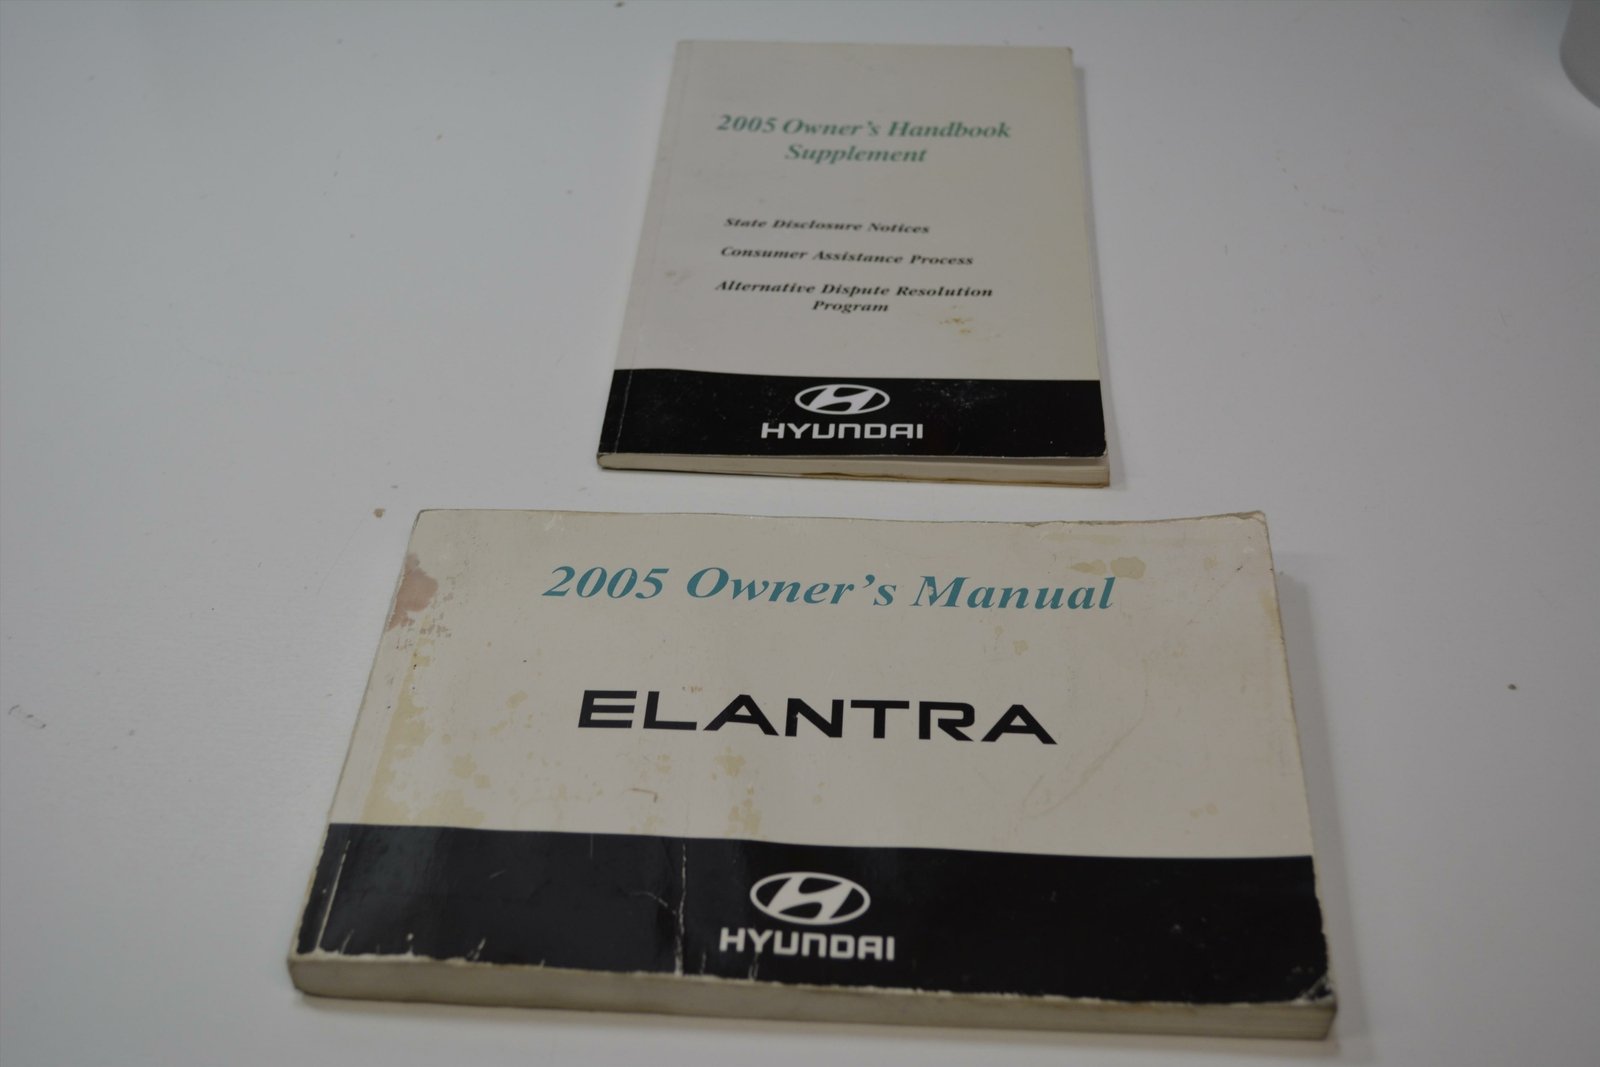 2005 Owner's Handbook
Supplement
State Disclosure Notices
Consumer Assistance Process
Alternative Dispute Resolution
Program
HYUNDAI
2005 Owner's Manual
ELANTRA
HYUNDAI